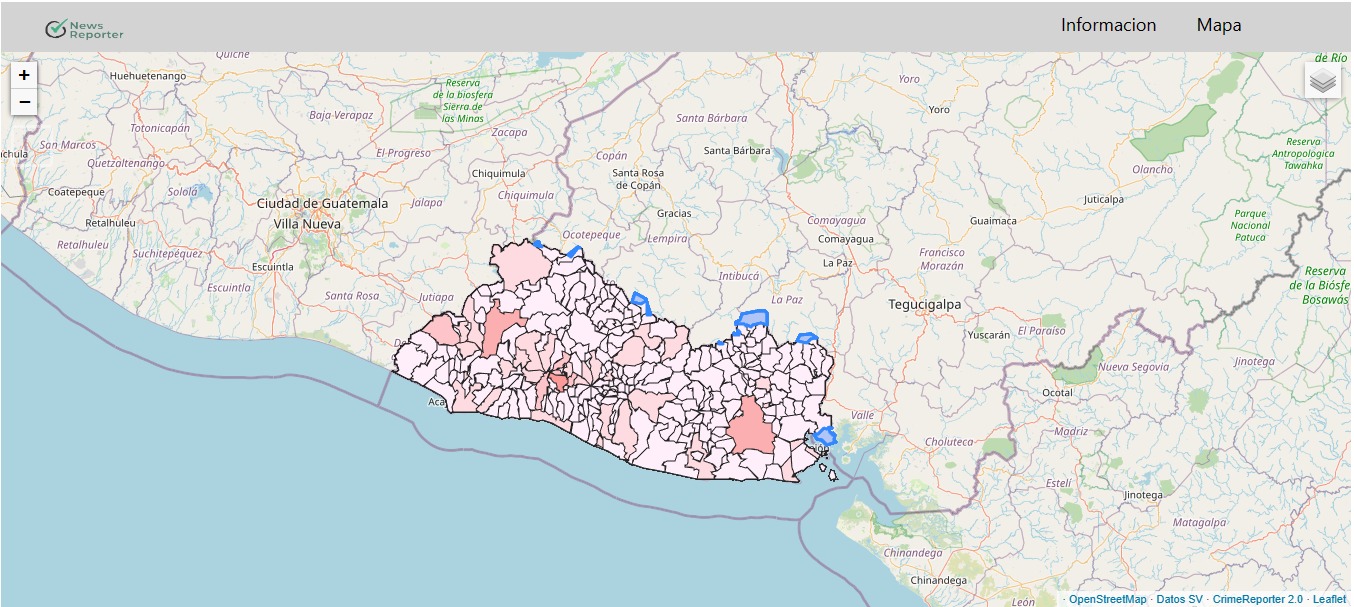 News
Reporter
Informacion
Mapa
+
−
Quiche
de Río
Huehuetenango
Reserva
de la biosfera
Sierra de
las Minas
Yoro
Yoro
Baja-Verapaz
Santa Bárbara
Totonicapán
Zacapa
San Marcos
El-Progreso
Copán
Santa Bárbara
Reserva
Antropologica
Tawahka
chula
Quetzaltenango
Chiquimula
Santa Rosa
de Copán
Olancho
Coatepeque
Sololá
Ciudad de Guatemala
Jalapa
Chiquimula
Juticalpa
Retalhuleu
Villa Nueva
Gracias
Comayagua
Guaimaca
Parque
Nacional
Patuca
Retalhuleu
Suchitepéquez
Ocotepeque
Lempira
Comayagua
Escuintla
La Paz
Francisco
Morazán
Intibucá
Reserva
de la Biósfe
Bosawás
Escuintla
Santa Rosa
Jutiapa
La Paz
Tegucigalpa
Yuscarán
El Paraíso
Jinotega
Nueva Segovia
Ocotal
Aca
Valle
Choluteca
Madriz
Estelí
Jinotega
Matagalpa
Chinandega
Chinandega
León
· OpenStreetMap · Datos SV · CrimeReporter 2.0 · Leaflet